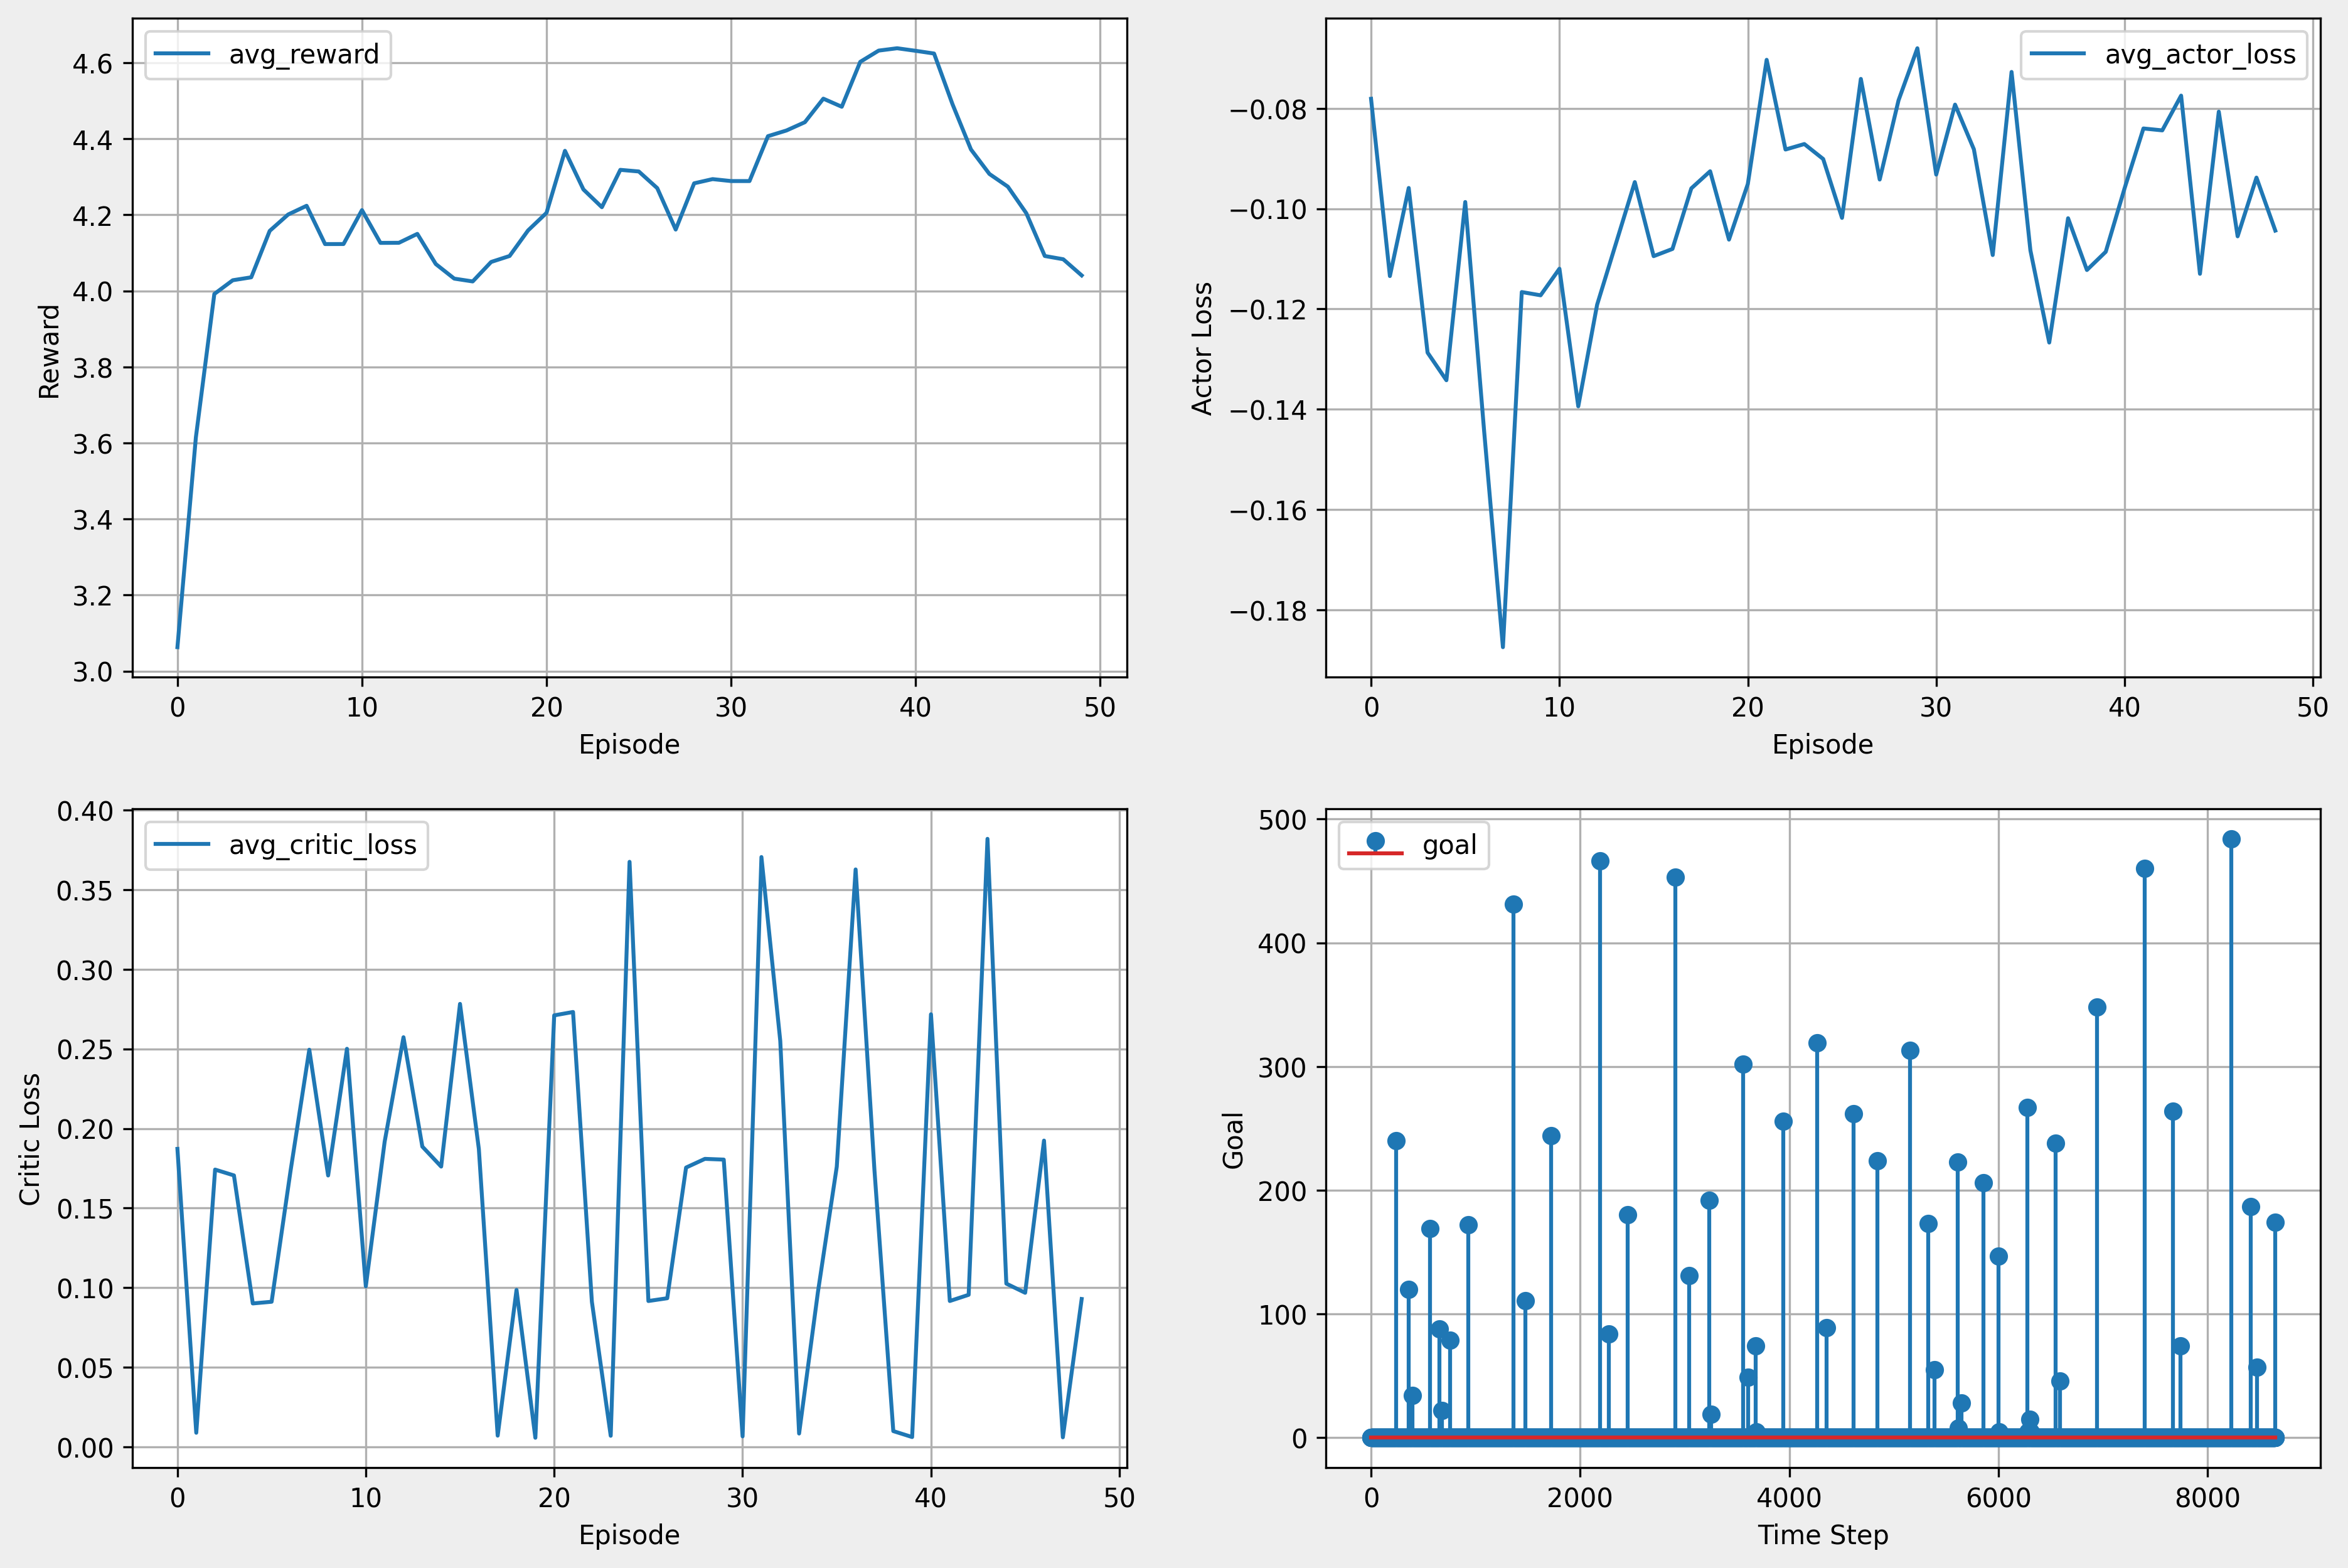 avg_reward
4.6
4.4
4.2
4.0
3.8
3.6
3.4
3.2
3.0
Reward
0 10 20 30 40 50
Episode
avg_actor_loss
−0.08
−0.10
−0.12
−0.14
−0.16
−0.18
Actor Loss
0 10 20 30 40 50
Episode
avg_critic_loss
0.40
0.35
0.30
0.25
0.20
0.15
0.10
0.05
0.00
Critic Loss
0 10 20 30 40 50
Episode
goal
500
400
300
200
100
0
Goal
0 2000 4000 6000 8000
Time Step